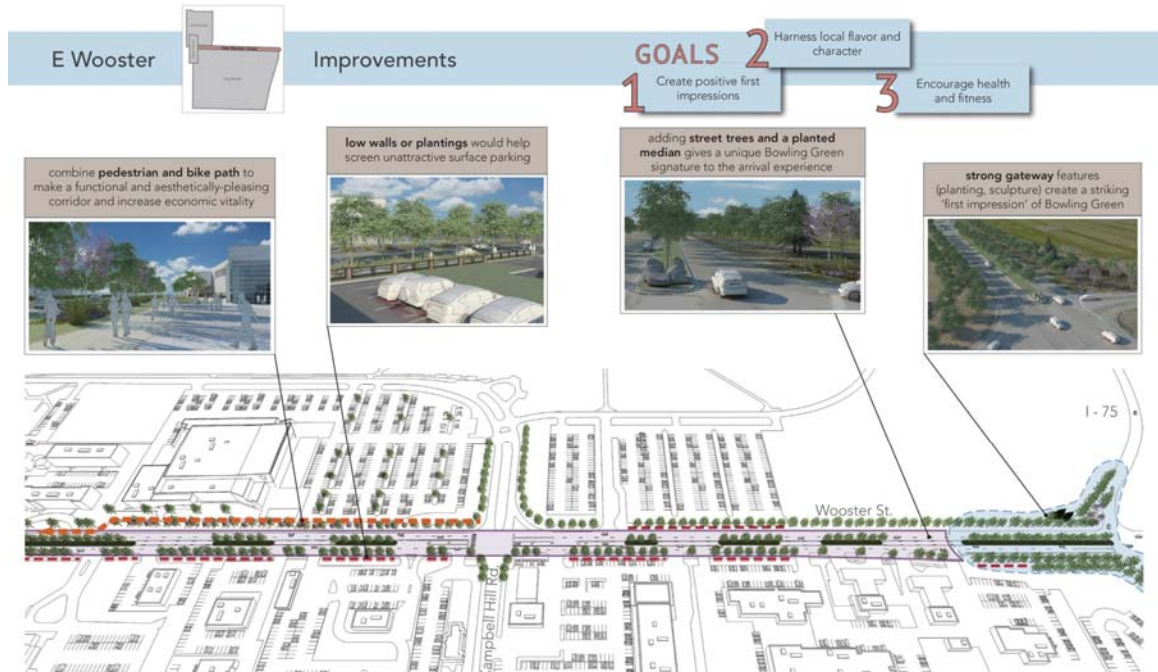 E Wooster
Improvements
GOALS
1
Create positive first
impressions
2
Harness local flavor and
character
3
Encourage health
and fitness
combine pedestrian and bike path to
make a functional and aesthetically-pleasing
corridor and increase economic vitality
low walls or plantings would help
screen unattractive surface parking
adding street trees and a planted
median gives a unique Bowling Green
signature to the arrival experience
strong gateway features
(planting, sculpture) create a striking
'first impression' of Bowling Green
I - 75
Wooster St.
Campbell Hill Rd.